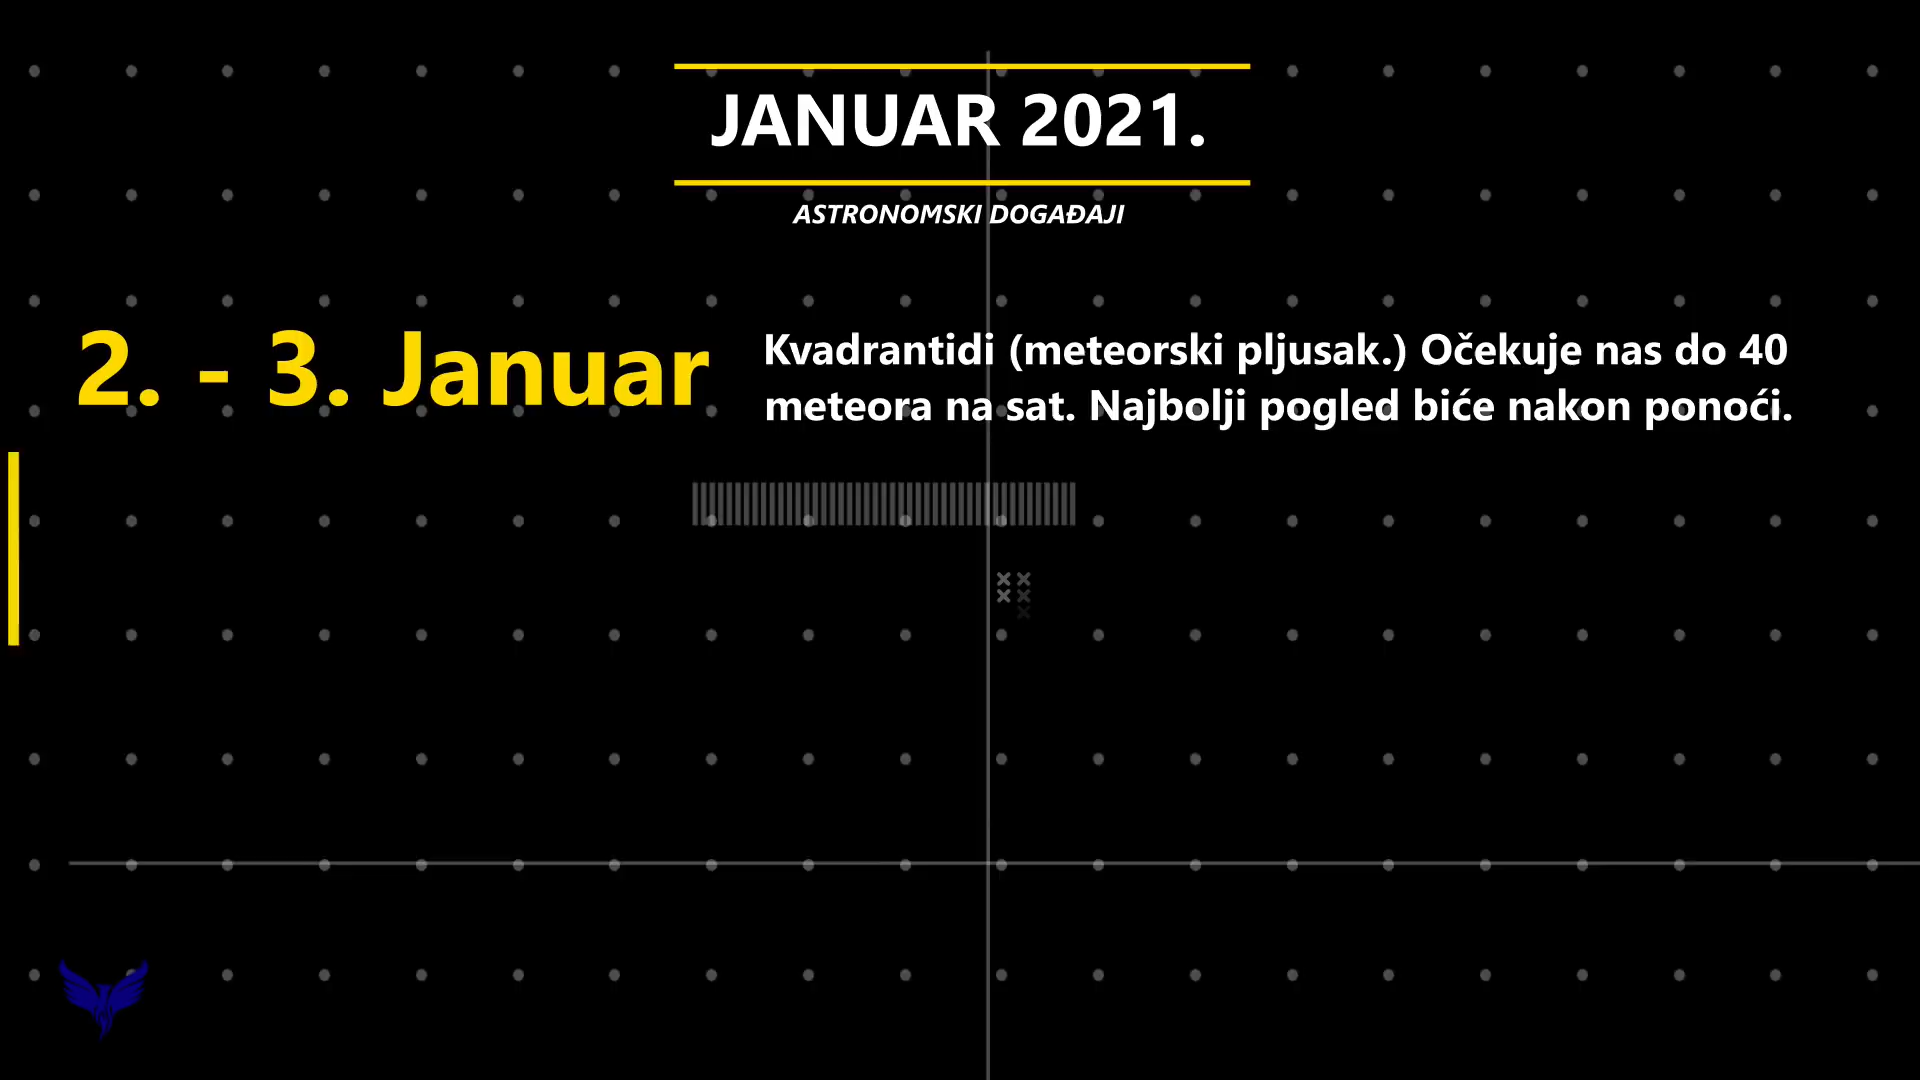 JANUAR 2021.
ASTRONOMSKI DOGAĐAJI
2. - 3. Januar
Kvadrantidi (meteorski pljusak.) Očekuje nas do 40
meteora na sat. Najbolji pogled biće nakon ponoći.